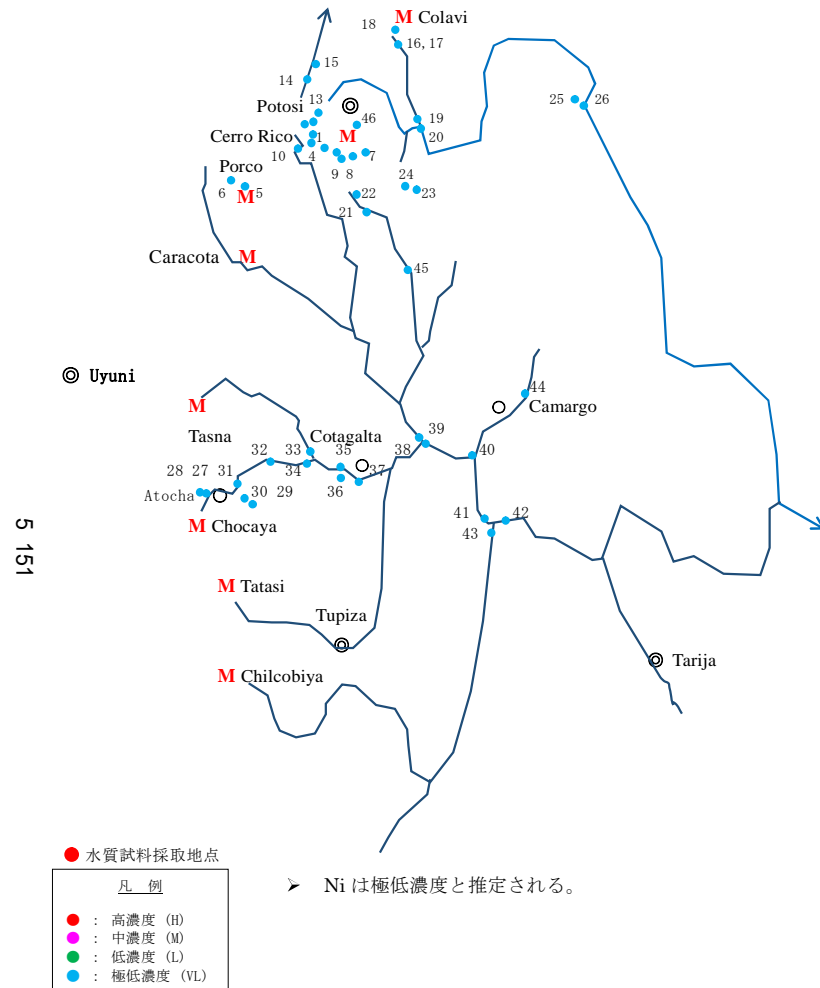 M Colavi
18
16,17
15
14
13
Potosi
46
19
Cerro Rico
1
M
20
10
4
9 8
7
25
26
Porco
6
5
M
24
23
22
21
Caracota
M
45
Uyuni
M
44
Camargo
Tasna
39
Cotagalta
38
40
32
33
35
34
37
28 27
31
36
Atocha
30
29
41
42
43
M Chocaya
M Tatasi
Tupiza
Tarija
M Chilcobiya
5 151
水質試料採取地点
凡 例
: 高濃度 (H)
: 中濃度 (M)
: 低濃度 (L)
: 極低濃度 (VL)
➢ Ni は極低濃度と推定される。